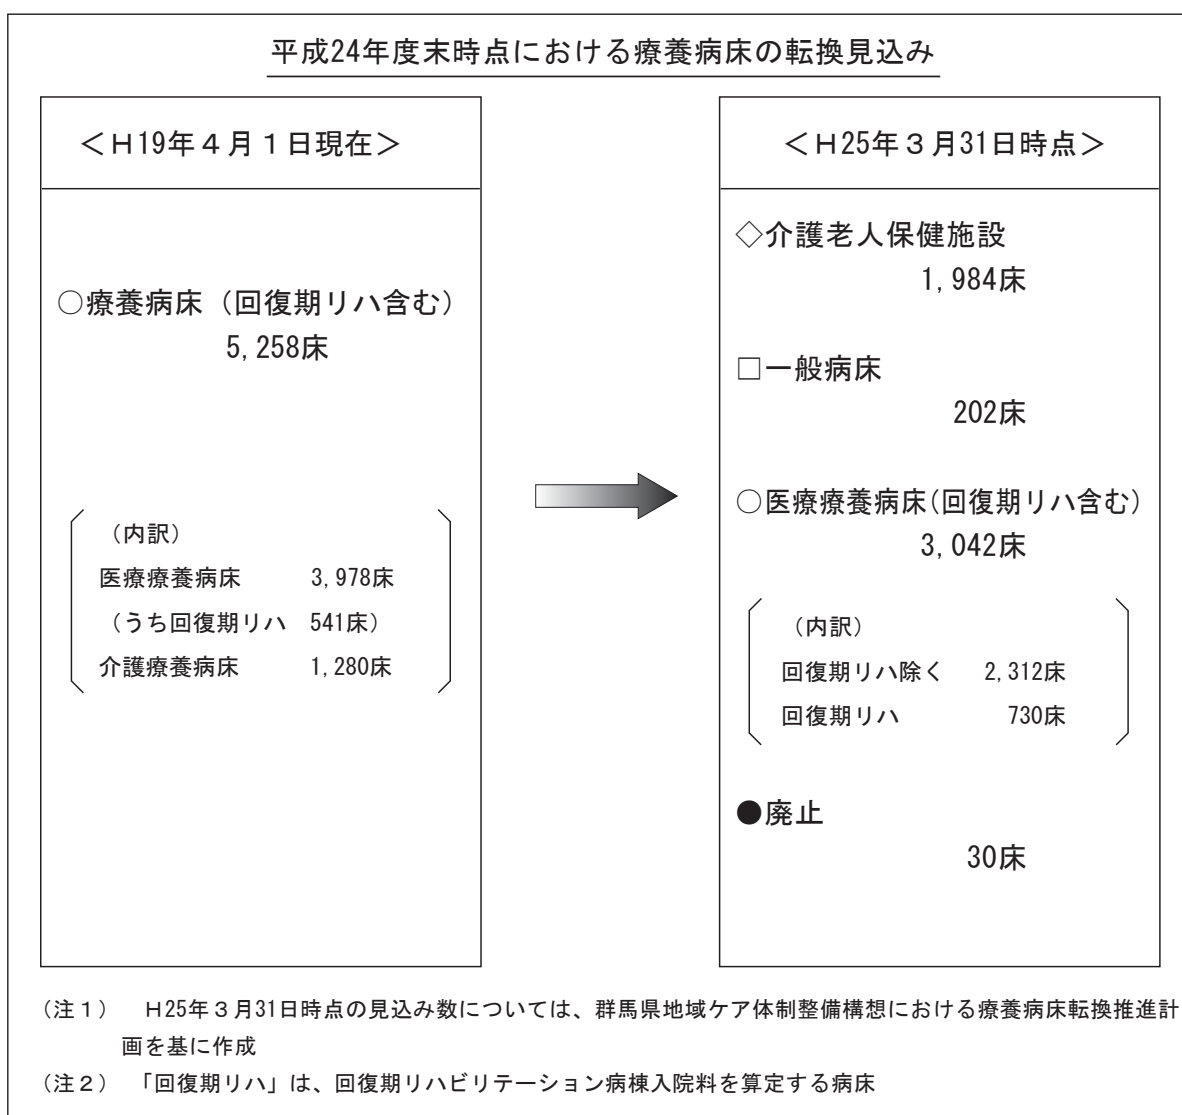 平成24年度末時点における療養病床の転換見込み
＜Ｈ19年４月１日現在＞
○療養病床（回復期リハ含む）
5,258床
（内訳）
医療療養病床 3,978床
（うち回復期リハ 541床）
介護療養病床 1,280床
＜Ｈ25年３月31日時点＞
◇介護老人保健施設
1,984床
□一般病床
202床
○医療療養病床(回復期リハ含む)
3,042床
（内訳）
回復期リハ除く 2,312床
回復期リハ 730床
●廃止
30床
（注１） Ｈ25年３月31日時点の見込み数については、群馬県地域ケア体制整備構想における療養病床転換推進計
画を基に作成
（注２） 「回復期リハ」は、回復期リハビリテーション病棟入院料を算定する病床